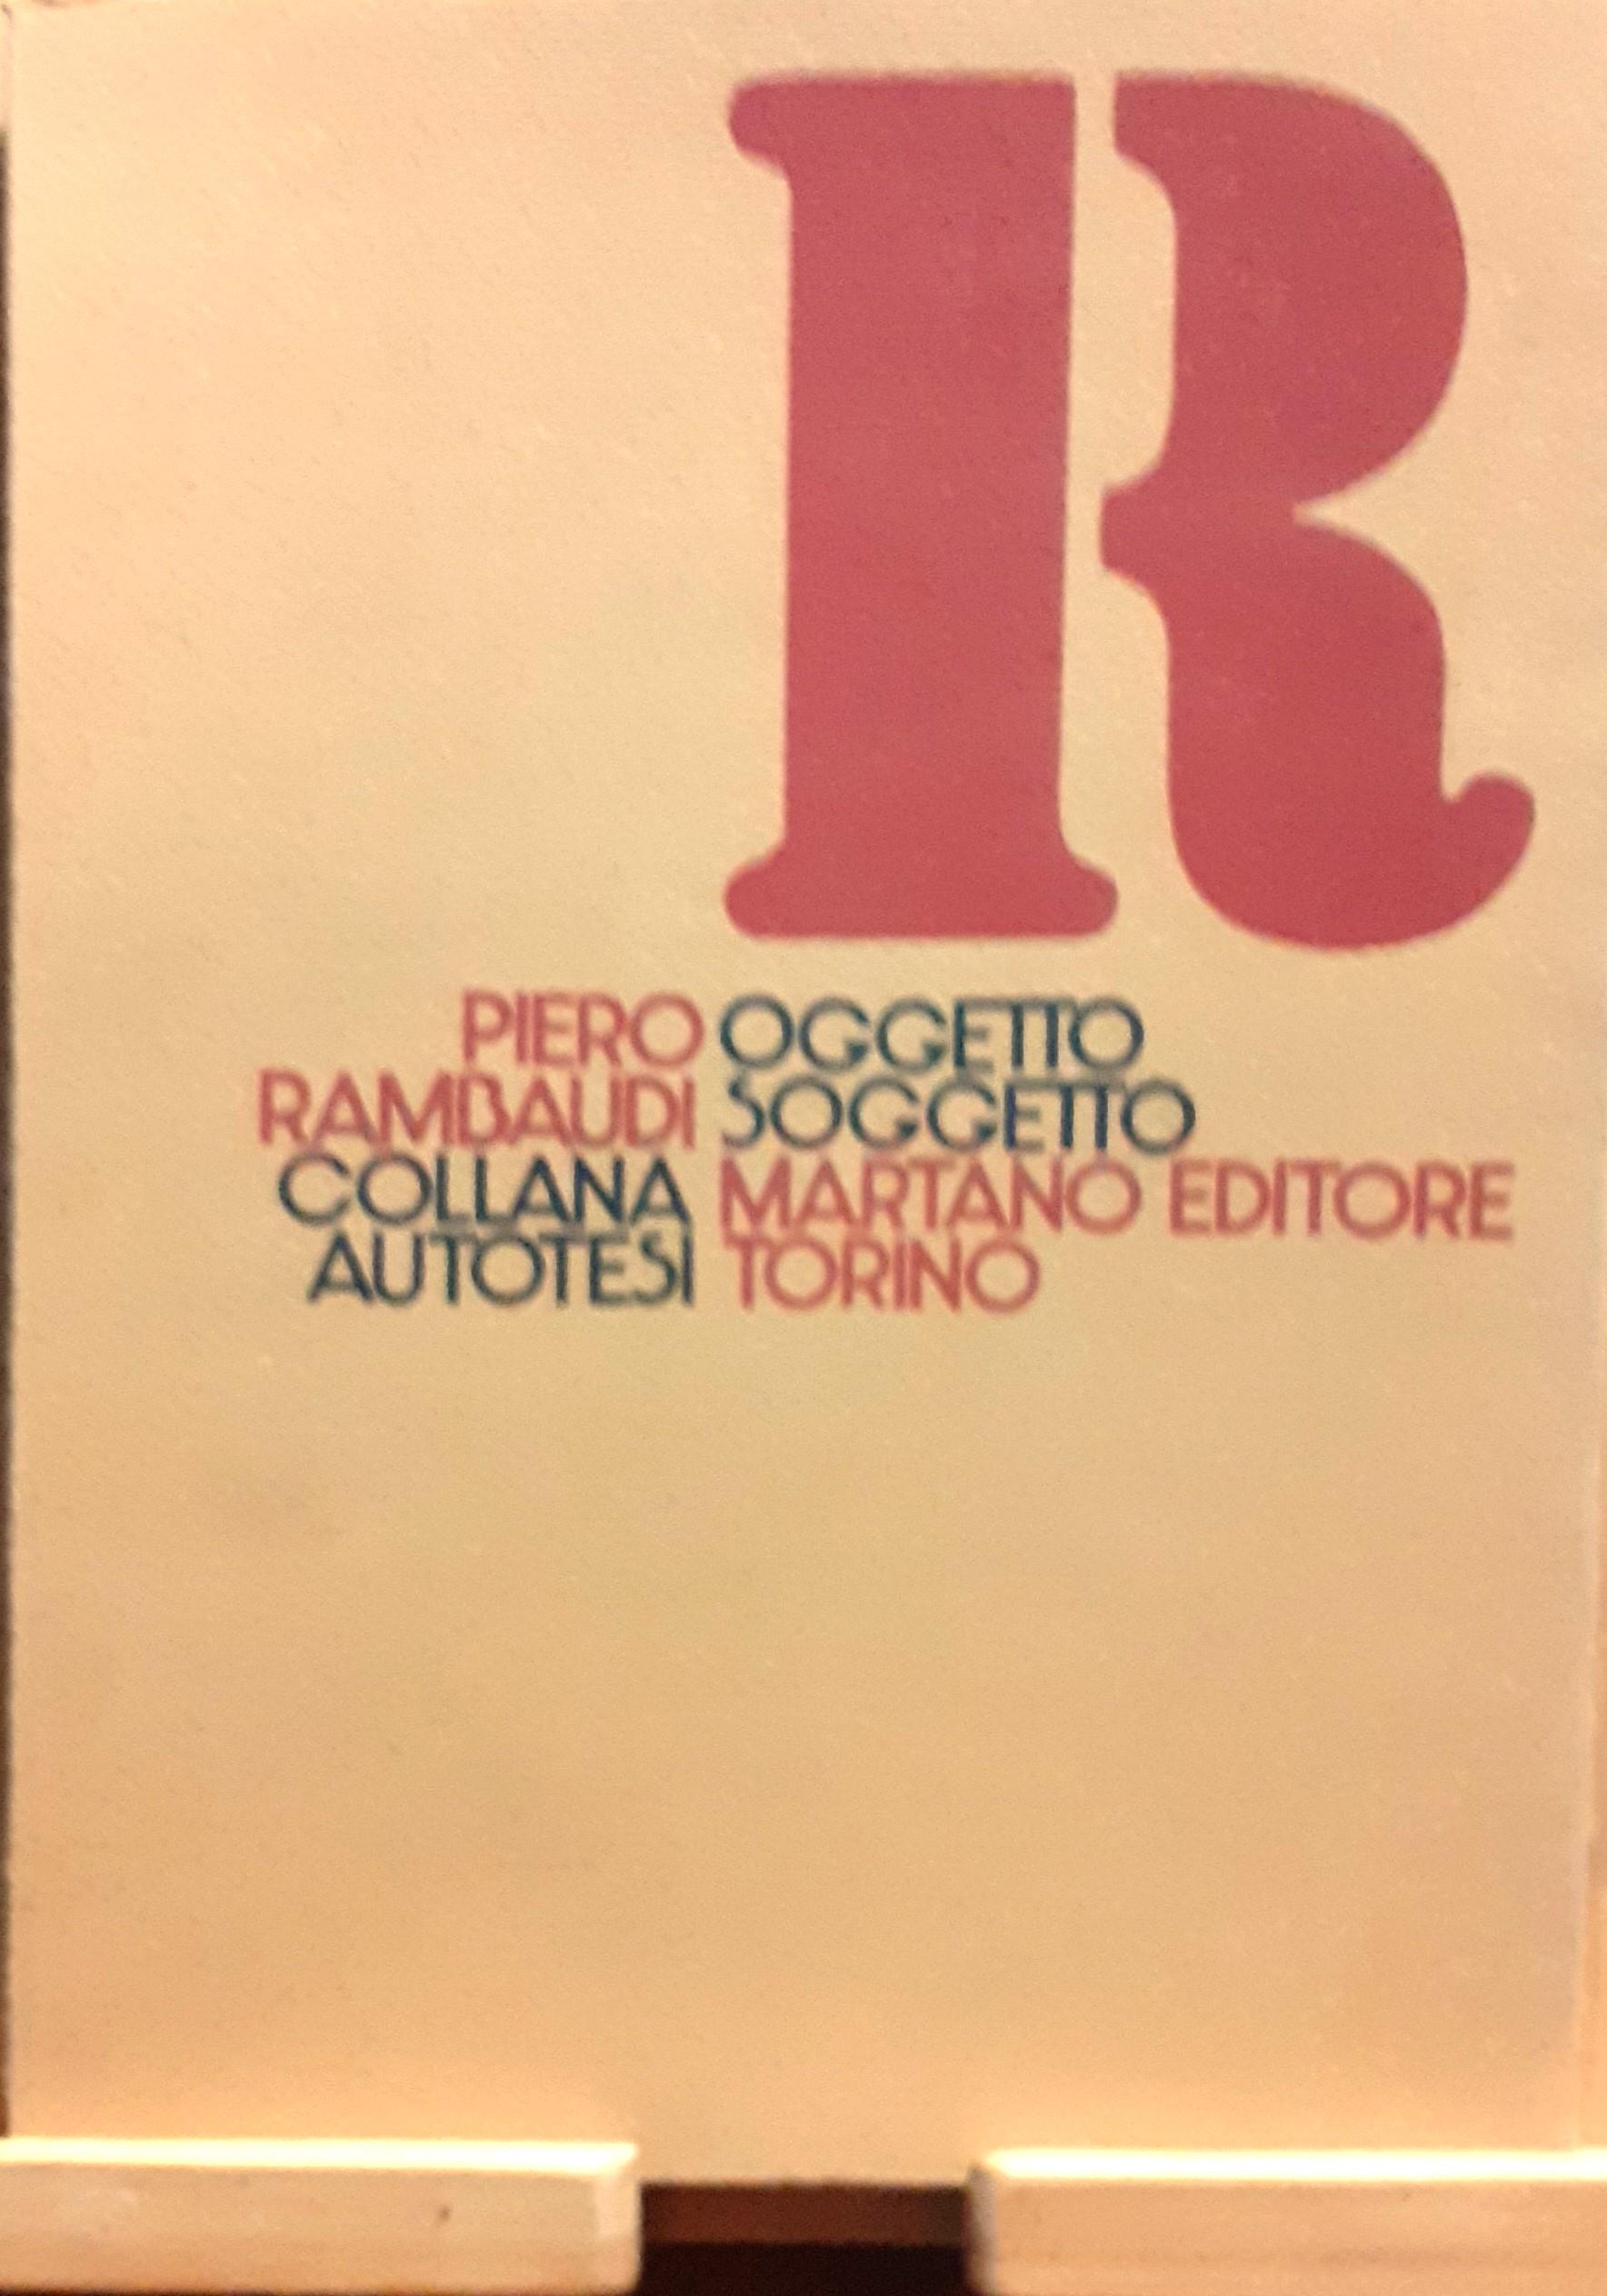 R
PIERO OGGETTO
RAMBAUDI SOGGETTO
COLLANA MARTANO EDITORE
AUTOTESI TORINO